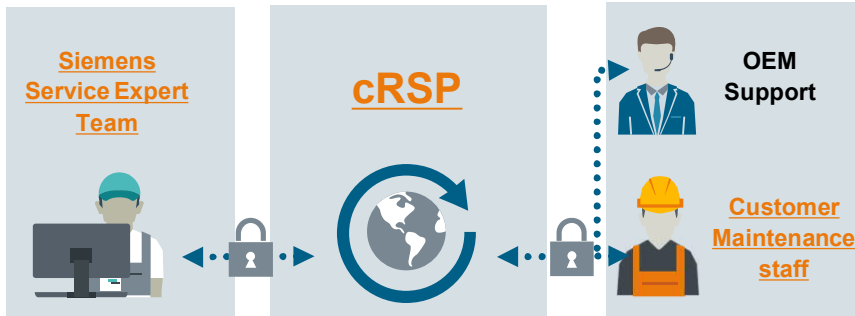 Siemens
Service Expert
Team
cRSP
OEM
Support
Customer
Maintenance
staff